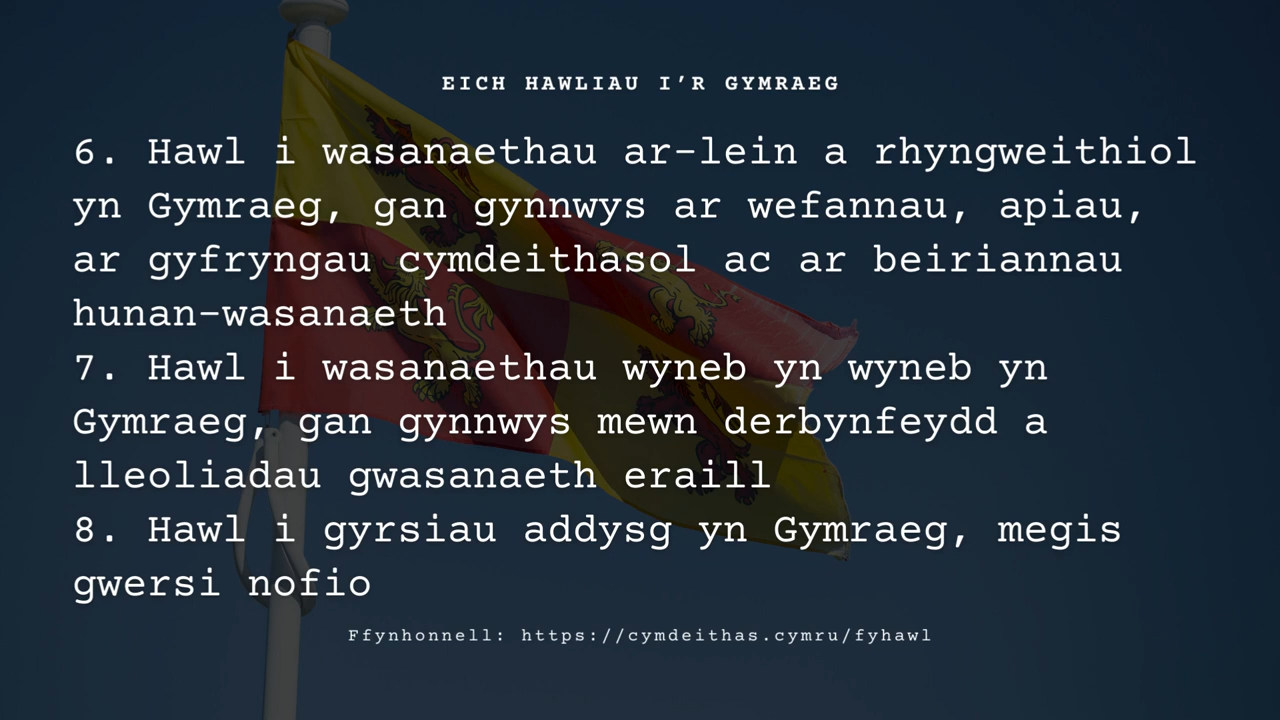 EICH HAWLIAU I’R GYMRAEG
6. Hawl i wasanaethau ar-lein a rhyngweithiol
yn Gymraeg, gan gynnwys ar wefannau, apiau,
ar gyfryngau cymdeithasol ac ar beiriannau
hunan-wasanaeth
7. Hawl i wasanaethau wyneb yn wyneb yn
Gymraeg, gan gynnwys mewn derbynfeydd a
lleoliadau gwasanaeth eraill
8. Hawl i gyrsiau addysg yn Gymraeg, megis
gwersi nofio
Ffynhonnell: https://cymdeithas.cymru/fyhawl